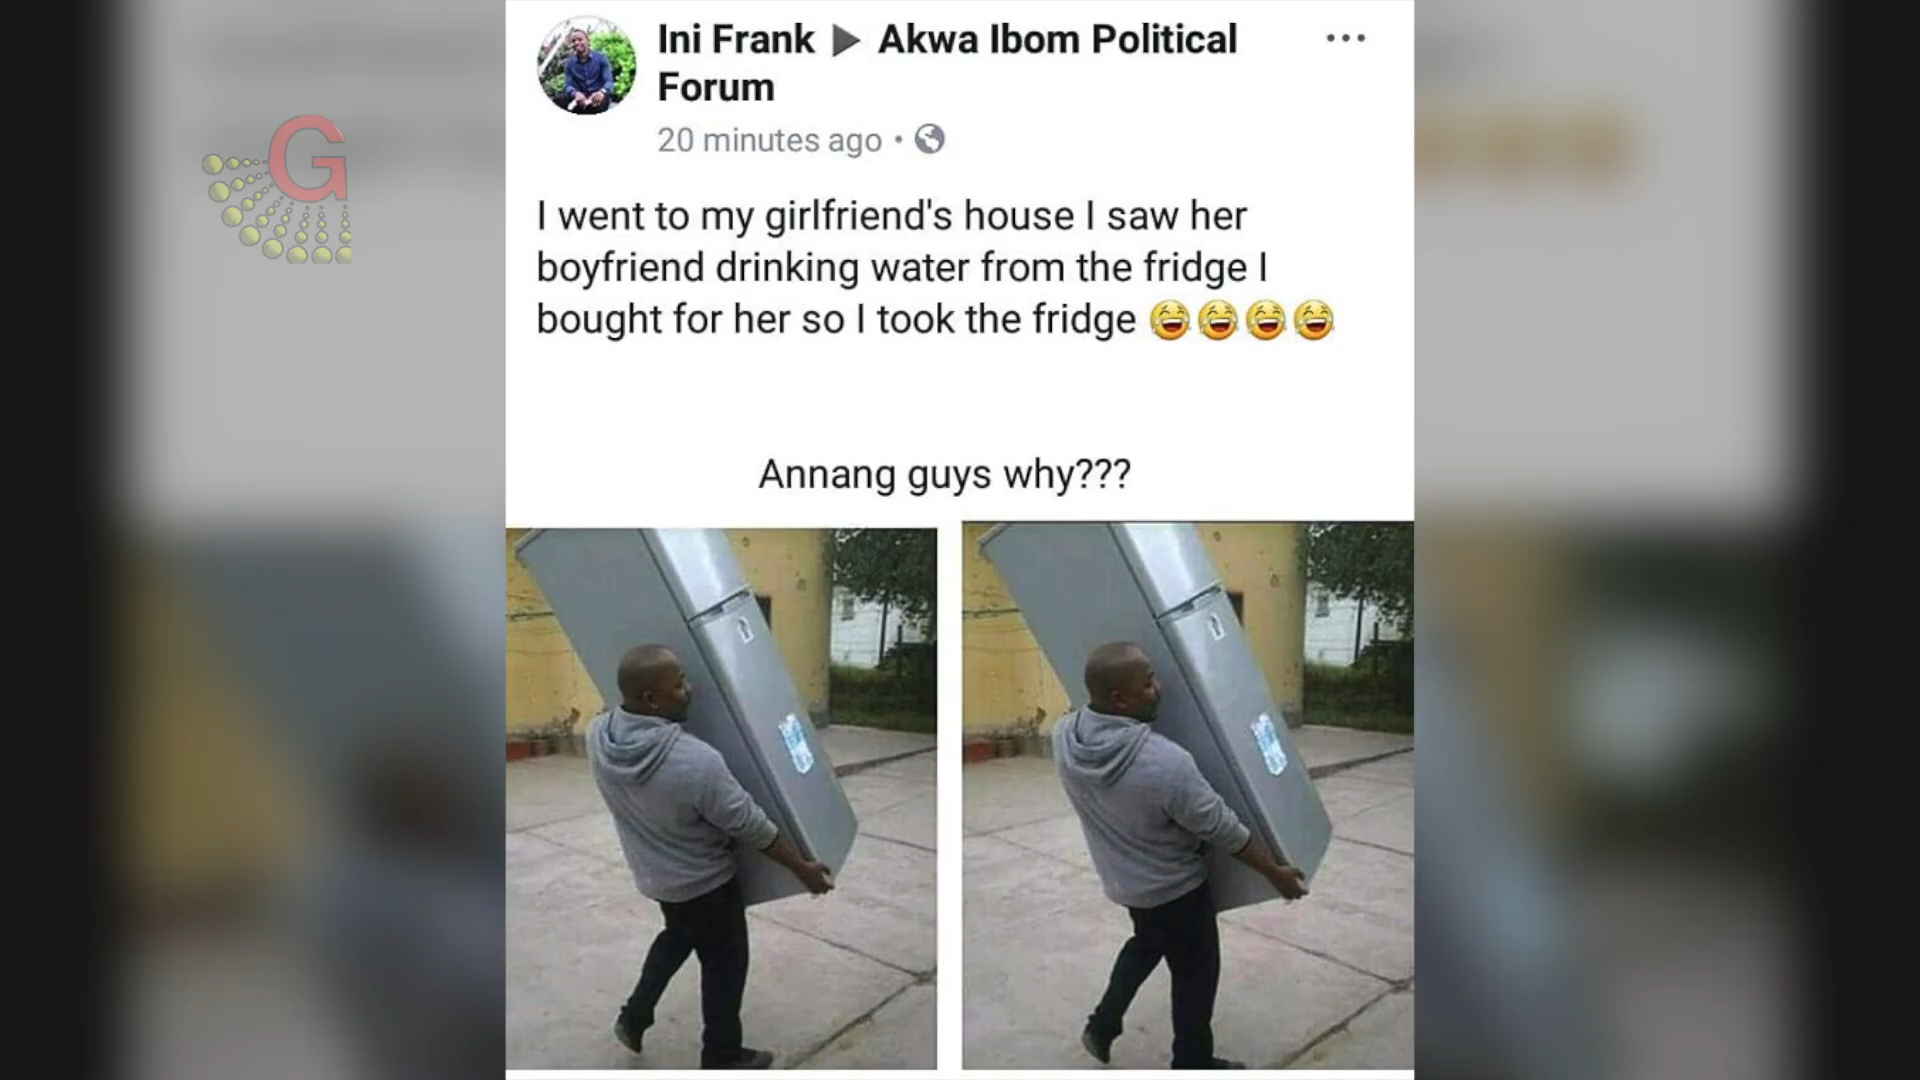 Ini Frank ▶ Akwa Ibom Political
Forum
20 minutes ago •
I went to my girlfriend's house I saw her
boyfriend drinking water from the fridge I
bought for her so I took the fridge 😂😂😂😂
Annang guys why???
G